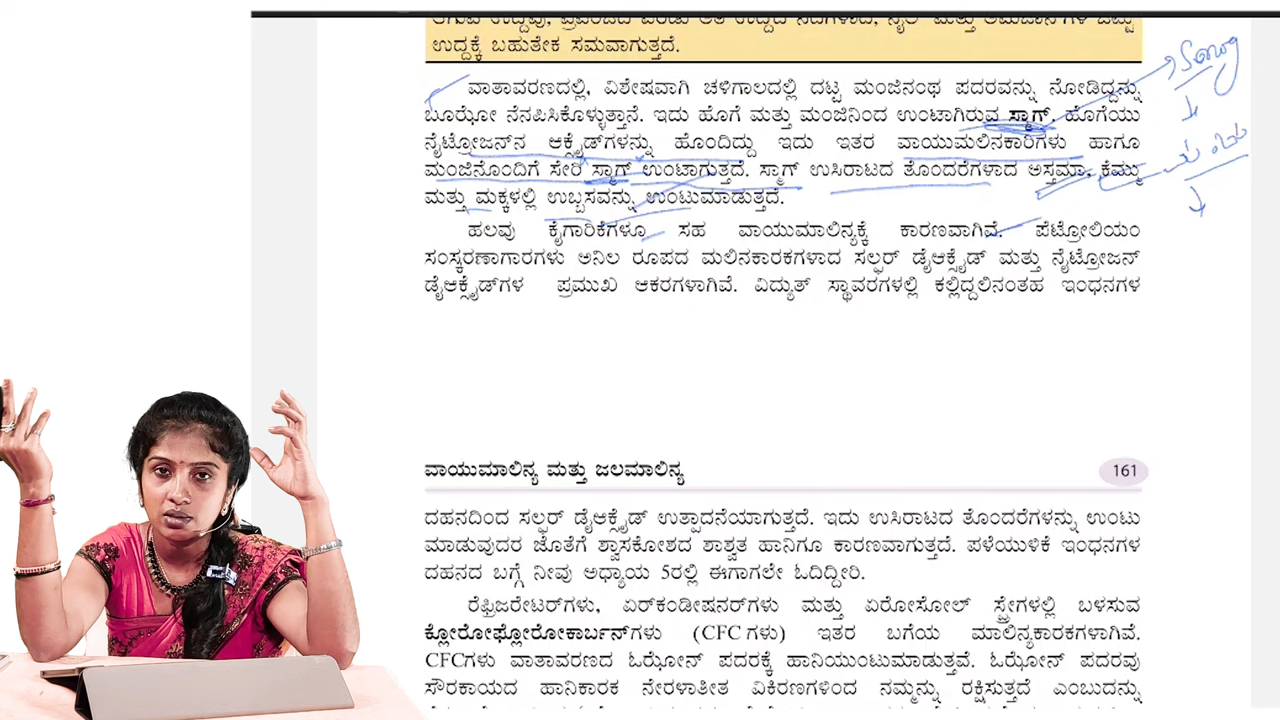 ಉದ್ದಕ್ಕೆ ಬಹುತೇಕ ಸಮವಾಗುತ್ತದೆ.
ವಾತಾವರಣದಲ್ಲಿ, ವಿಶೇಷವಾಗಿ ಚಳಿಗಾಲದಲ್ಲಿ ದಟ್ಟ ಮಂಜಿನಂಥ ಪದರವನ್ನು ನೋಡಿದ್ದನ್ನು
ಬೂಝೋ ನೆನಪಿಸಿಕೊಳ್ಳುತ್ತಾನೆ. ಇದು ಹೊಗೆ ಮತ್ತು ಮಂಜಿನಿಂದ ಉಂಟಾಗಿರುವ ಸ್ಮಾಗ್. ಹೊಗೆಯು
ನೈಟ್ರೋಜನ್‌ನ ಆಕ್ಸೈಡ್‌ಗಳನ್ನು ಹೊಂದಿದ್ದು ಇದು ಇತರ ವಾಯುಮಲಿನಕಾರಿಗಳು ಹಾಗೂ
ಮಂಜಿನೊಂದಿಗೆ ಸೇರಿ ಸ್ಮಾಗ್ ಉಂಟಾಗುತ್ತದೆ. ಸ್ಮಾಗ್ ಉಸಿರಾಟದ ತೊಂದರೆಗಳಾದ ಅಸ್ತಮಾ, ಕೆಮ್ಮು
ಮತ್ತು ಮಕ್ಕಳಲ್ಲಿ ಉಬ್ಬಸವನ್ನು ಉಂಟುಮಾಡುತ್ತದೆ.
ಹಲವು ಕೈಗಾರಿಕೆಗಳೂ ಸಹ ವಾಯುಮಾಲಿನ್ಯಕ್ಕೆ ಕಾರಣವಾಗಿವೆ. ಪೆಟ್ರೋಲಿಯಂ
ಸಂಸ್ಕರಣಾಗಾರಗಳು ಅನಿಲ ರೂಪದ ಮಲಿನಕಾರಕಗಳಾದ ಸಲ್ಫರ್ ಡೈಆಕ್ಸೈಡ್ ಮತ್ತು ನೈಟ್ರೋಜನ್
ಡೈಆಕ್ಸೈಡ್‌ಗಳ ಪ್ರಮುಖ ಆಕರಗಳಾಗಿವೆ. ವಿದ್ಯುತ್ ಸ್ಥಾವರಗಳಲ್ಲಿ ಕಲ್ಲಿದ್ದಲಿನಂತಹ ಇಂಧನಗಳ
ವಾಯುಮಾಲಿನ್ಯ ಮತ್ತು ಜಲಮಾಲಿನ್ಯ 161
ದಹನದಿಂದ ಸಲ್ಫರ್ ಡೈಆಕ್ಸೈಡ್ ಉತ್ಪಾದನೆಯಾಗುತ್ತದೆ. ಇದು ಉಸಿರಾಟದ ತೊಂದರೆಗಳನ್ನು ಉಂಟು
ಮಾಡುವುದರ ಜೊತೆಗೆ ಶ್ವಾಸಕೋಶದ ಶಾಶ್ವತ ಹಾನಿಗೂ ಕಾರಣವಾಗುತ್ತದೆ. ಪಳೆಯುಳಿಕೆ ಇಂಧನಗಳ
ದಹನದ ಬಗ್ಗೆ ನೀವು ಅಧ್ಯಾಯ 5ರಲ್ಲಿ ಈಗಾಗಲೇ ಓದಿದ್ದೀರಿ.
ರೆಫ್ರಿಜರೇಟರ್‌ಗಳು, ಏರ್‌ಕಂಡೀಷನರ್‌ಗಳು ಮತ್ತು ಏರೋಸೋಲ್ ಸ್ಪ್ರೇಗಳಲ್ಲಿ ಬಳಸುವ
ಕ್ಲೋರೋಫ್ಲೋರೋಕಾರ್ಬನ್‌ಗಳು (CFC ಗಳು) ಇತರ ಬಗೆಯ ಮಾಲಿನ್ಯಕಾರಕಗಳಾಗಿವೆ.
CFCಗಳು ವಾತಾವರಣದ ಓಝೋನ್ ಪದರಕ್ಕೆ ಹಾನಿಯುಂಟುಮಾಡುತ್ತವೆ. ಓಝೋನ್ ಪದರವು
ಸೌರಕಾಯದ ಹಾನಿಕಾರಕ ನೇರಳಾತೀತ ವಿಕಿರಣಗಳಿಂದ ನಮ್ಮನ್ನು ರಕ್ಷಿಸುತ್ತದೆ ಎಂಬುದನ್ನು